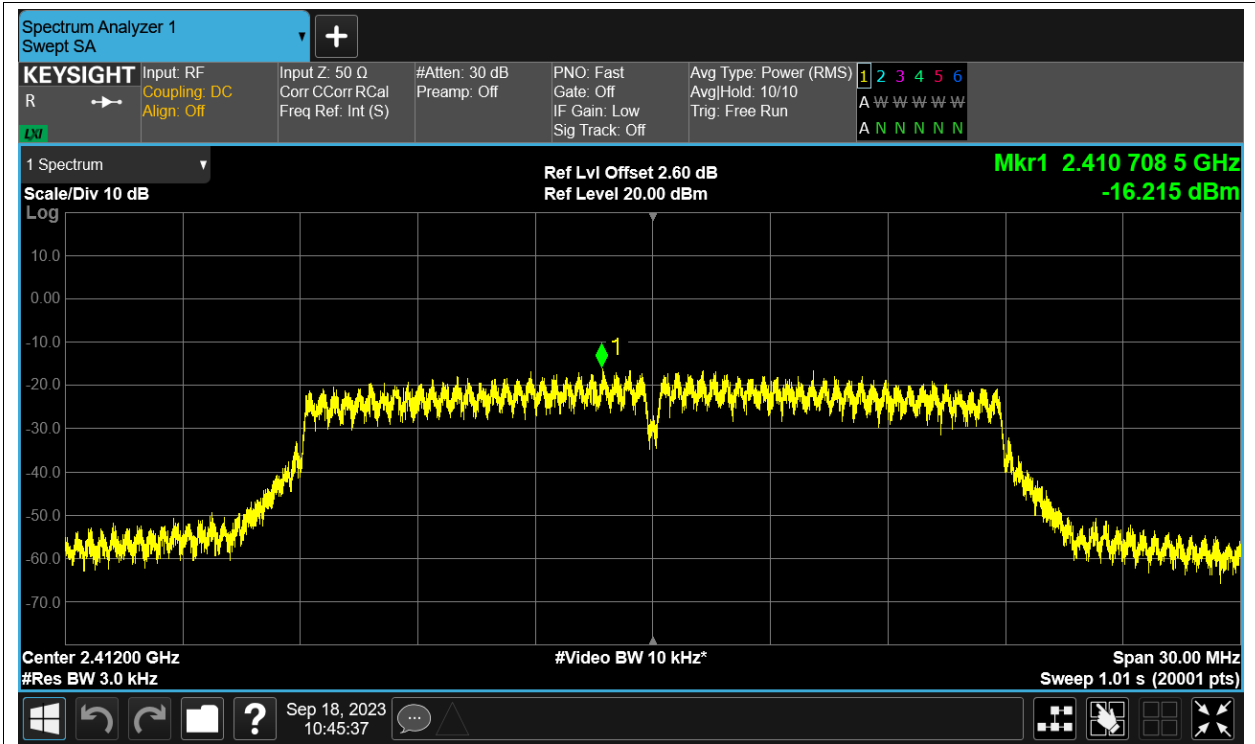 Spectrum Analyzer 1
Swept SA
KEYSIGHT
R
LXI
Input: RF
Coupling: DC
Align: Off
Input Z: 50 Ω
Corr CCorr RCal
Freq Ref: Int (S)
#Atten: 30 dB
Preamp: Off
PNO: Fast
Gate: Off
IF Gain: Low
Sig Track: Off
Avg Type: Power (RMS)
Avg|Hold: 10/10
Trig: Free Run
1 2 3 4 5 6
A W W W W W
A N N N N N
1 Spectrum
Scale/Div 10 dB
Log
Ref Lvl Offset 2.60 dB
Ref Level 20.00 dBm
Mkr1 2.410 708 5 GHz
-16.215 dBm
10.0
0.00
-10.0
1
-20.0
-30.0
-40.0
-50.0
-60.0
-70.0
Center 2.41200 GHz
#Res BW 3.0 kHz
#Video BW 10 kHz*
Span 30.00 MHz
Sweep 1.01 s (20001 pts)
?
Sep 18, 2023
10:45:37